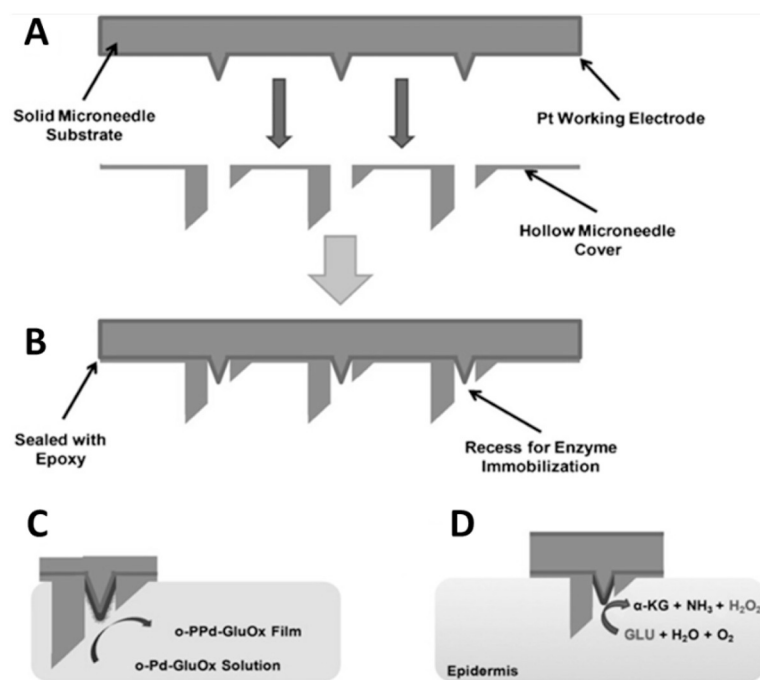 A
Solid Microneedle
Substrate
Pt Working Electrode
Hollow Microneedle
Cover
B
Sealed with
Epoxy
Recess for Enzyme
Immobilization
C
o-PPd-GluOx Film
o-Pd-GluOx Solution
D
α-KG + NH₃ + H₂O₂
GLU + H₂O + O₂
Epidermis